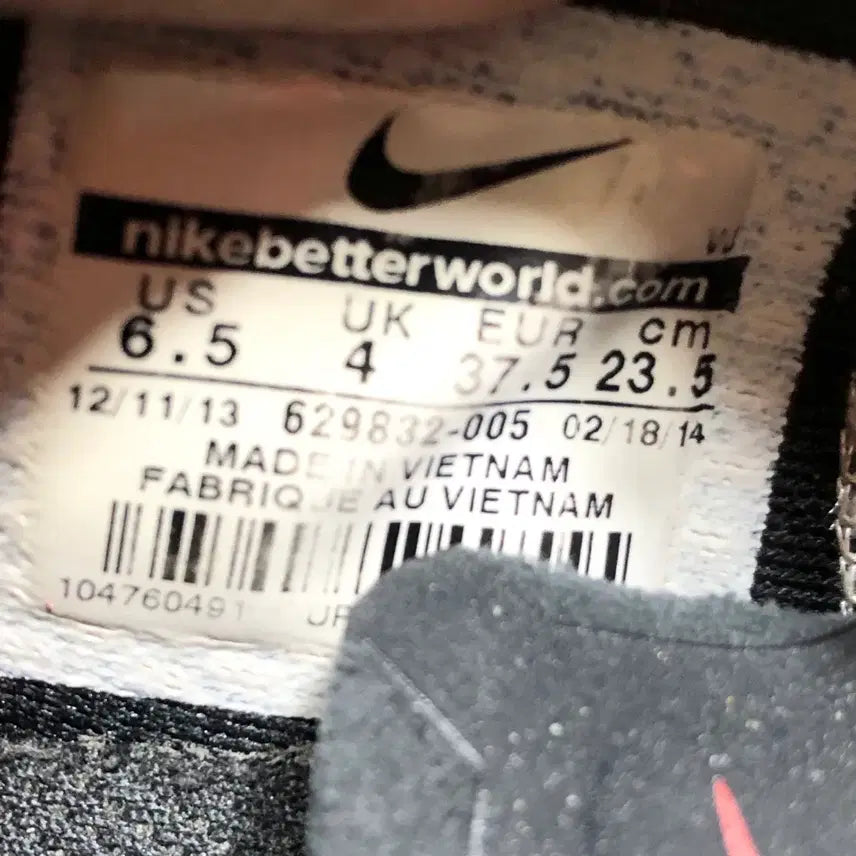 W
nikebetterworld.com
US UK EUR cm
6.5 4 37.5 23.5
12/11/13 629832-005 02/18/14
MADE IN VIETNAM
FABRIQUE AU VIETNAM
104760491